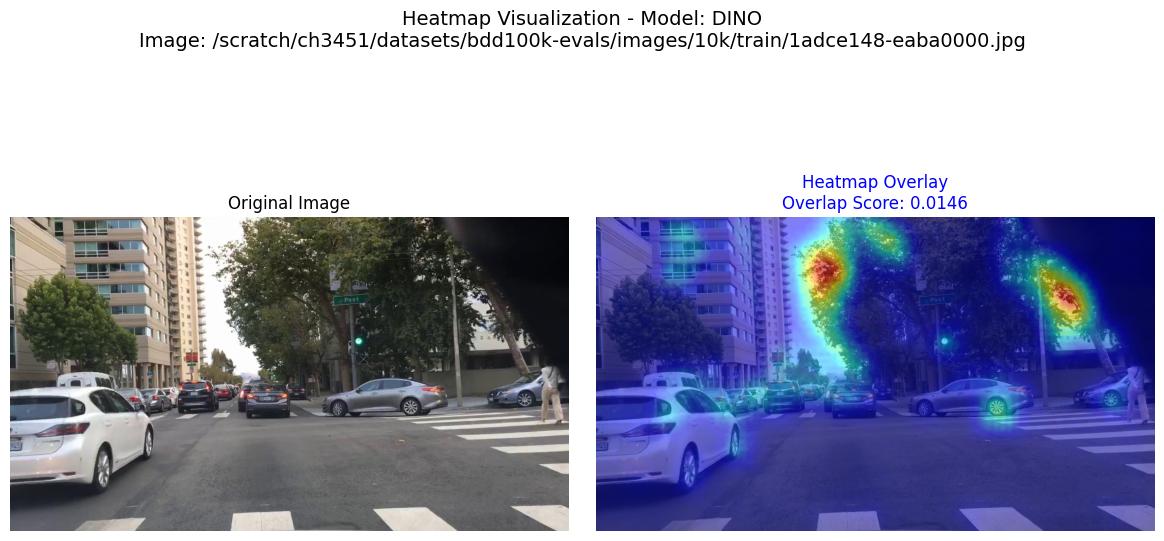 Heatmap Visualization - Model: DINO
Image: /scratch/ch3451/datasets/bdd100k-evals/images/10k/train/1adce148-eaba0000.jpg
Original Image
Heatmap Overlay
Overlap Score: 0.0146
Post